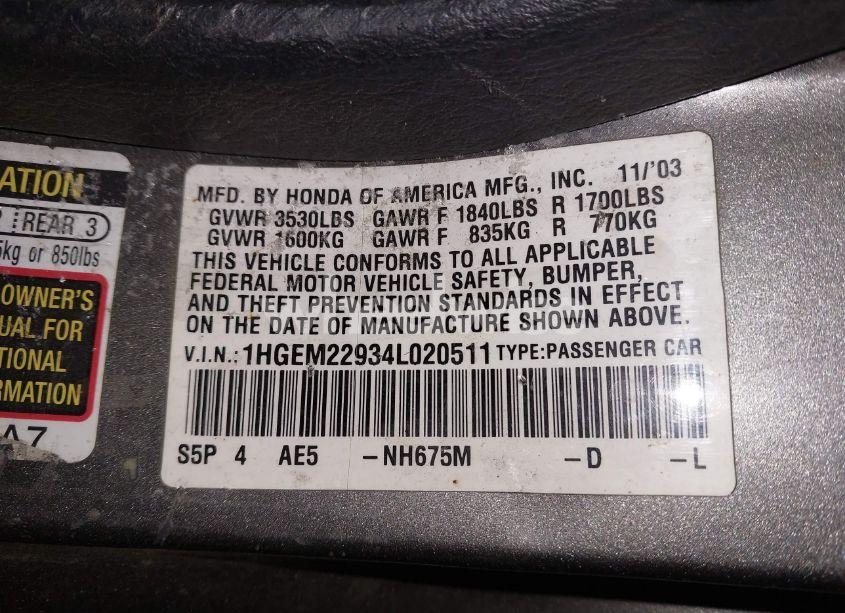 ATION
REAR 3
5kg or 850lbs
OWNER'S
UAL FOR
TIONAL
ORMATION
A7
MFD. BY HONDA OF AMERICA MFG., INC. 11/'03
GVWR 3530LBS GAWR F 1840LBS R 1700LBS
GVWR 1600KG GAWR F 835KG R 770KG
THIS VEHICLE CONFORMS TO ALL APPLICABLE
FEDERAL MOTOR VEHICLE SAFETY, BUMPER,
AND THEFT PREVENTION STANDARDS IN EFFECT
ON THE DATE OF MANUFACTURE SHOWN ABOVE.
V.I.N.: 1HGEM22934L020511 TYPE:PASSENGER CAR
S5P 4 AE5 -NH675M -D -L